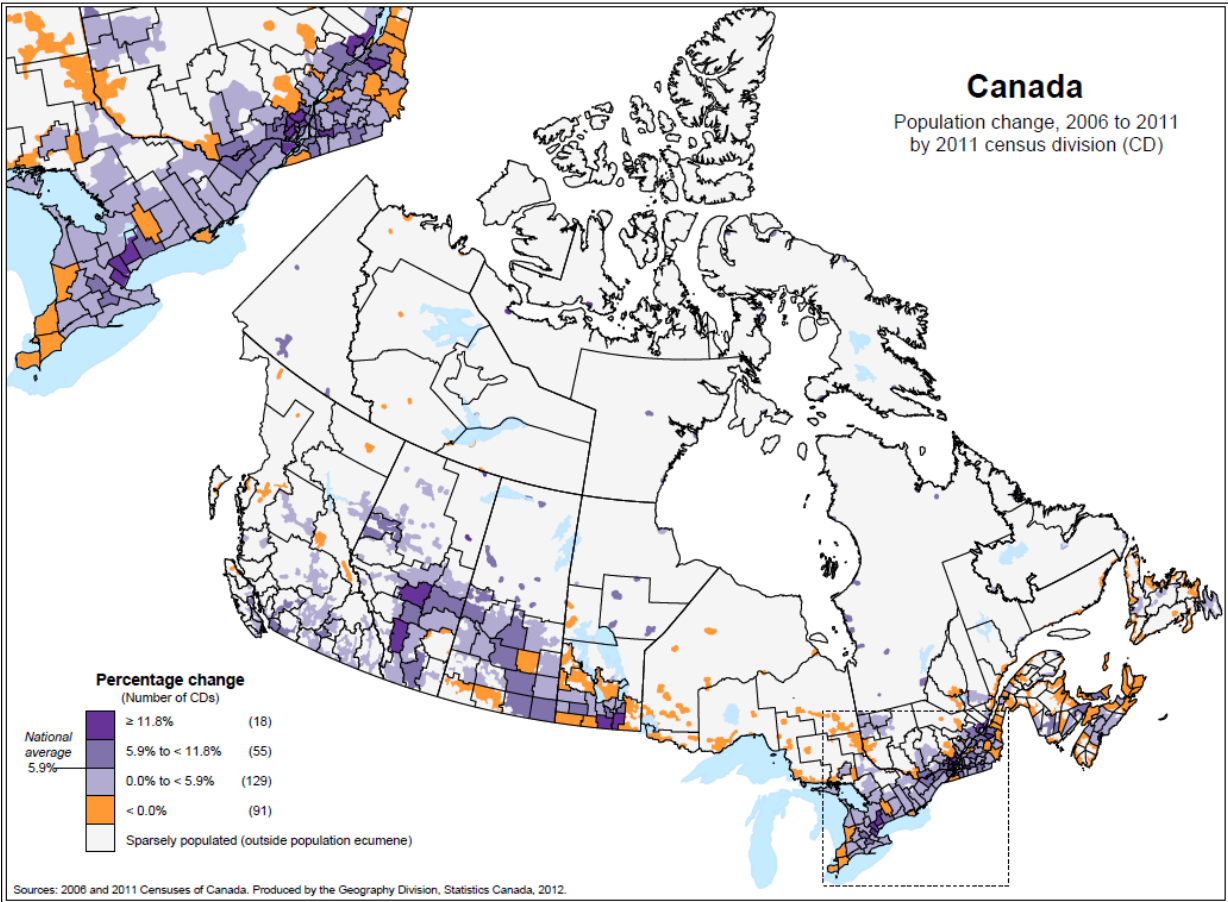 Canada
Population change, 2006 to 2011
by 2011 census division (CD)
Percentage change
(Number of CDs)
National
average
5.9%
≥ 11.8% (18)
5.9% to < 11.8% (55)
0.0% to < 5.9% (129)
< 0.0% (91)
Sparsely populated (outside population ecumene)
Sources: 2006 and 2011 Censuses of Canada. Produced by the Geography Division, Statistics Canada, 2012.